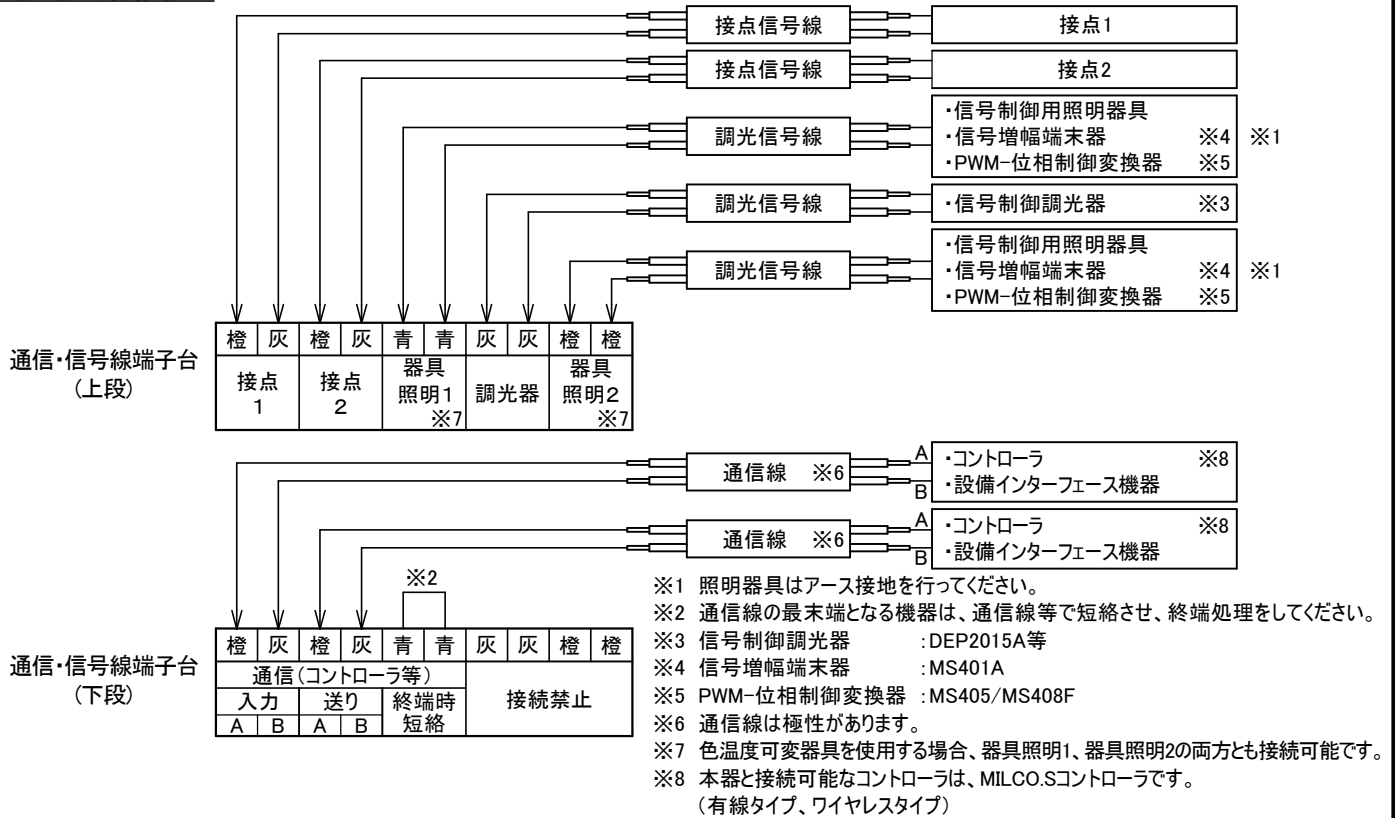 接点信号線 接点1
接点信号線 接点2
・信号制御用照明器具
調光信号線 ・信号増幅端末器 ※4 ※1
・PWM-位相制御変換器 ※5
調光信号線 ・信号制御調光器 ※3
・信号制御用照明器具
調光信号線 ・信号増幅端末器 ※4 ※1
・PWM-位相制御変換器 ※5
通信・信号線端子台
(上段)
橙 灰 橙 灰 青 青 灰 灰 橙 橙
接点
1
接点
2
器具
照明1
※7
調光器
器具
照明2
※7
通信線 ※6 A B
・コントローラ ※8
・設備インターフェース機器
通信線 ※6 A B
・コントローラ ※8
・設備インターフェース機器
※2
通信・信号線端子台
(下段)
橙 灰 橙 灰 青 青 灰 灰 橙 橙
通信(コントローラ等)
入力 送り 終端時
短絡
A B A B
接続禁止
※1 照明器具はアース接地を行ってください。
※2 通信線の最末端となる機器は、通信線等で短絡させ、終端処理をしてください。
※3 信号制御調光器 :DEP2015A等
※4 信号増幅端末器 :MS401A
※5 PWM-位相制御変換器 :MS405/MS408F
※6 通信線は極性があります。
※7 色温度可変器具を使用する場合、器具照明1、器具照明2の両方とも接続可能です。
※8 本器と接続可能なコントローラは、MILCO.Sコントローラです。
(有線タイプ、ワイヤレスタイプ)